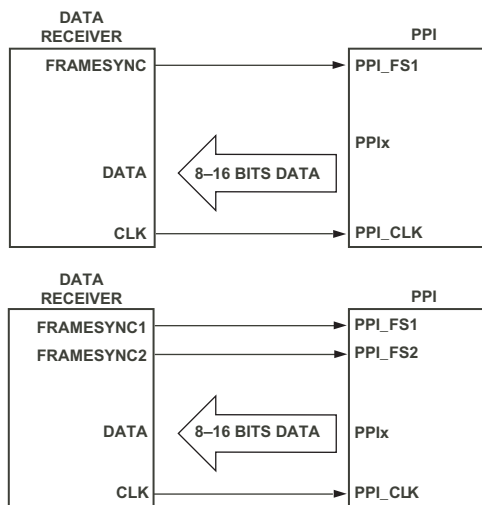 DATA
RECEIVER
PPI
FRAMESYNC
PPI_FS1
PPIx
DATA
8–16 BITS DATA
CLK
PPI_CLK
DATA
RECEIVER
PPI
FRAMESYNC1
PPI_FS1
FRAMESYNC2
PPI_FS2
DATA
8–16 BITS DATA
PPIx
CLK
PPI_CLK